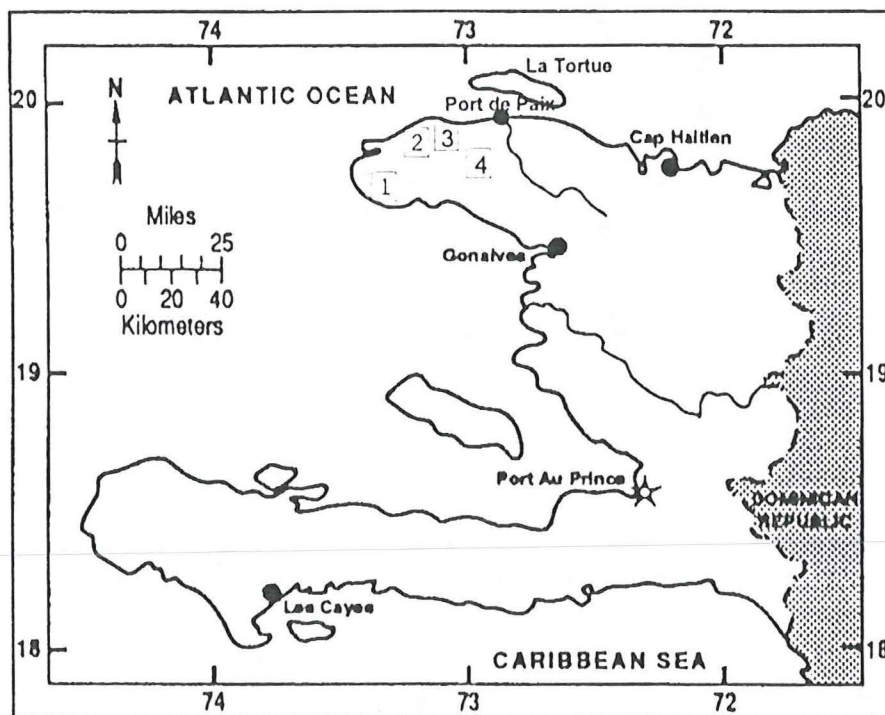 74 73 72
La Tortue
20 N ATLANTIC OCEAN Port de Paix 20
Cap Haitien
2 3
4
1
Miles
0 25
Gonaives
0 20 40
Kilometers
19 19
Port Au Prince
DOMINICAN
REPUBLIC
Les Cayes
18 18
CARIBBEAN SEA
74 73 72